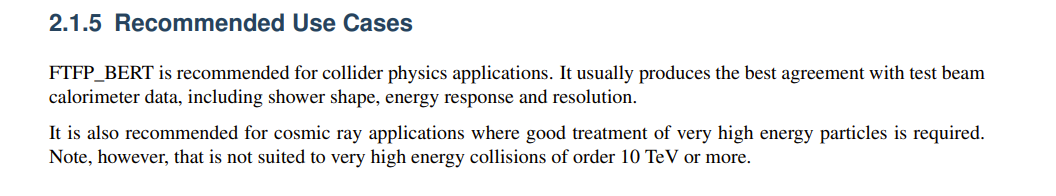 2.1.5 Recommended Use Cases
FTFP_BERT is recommended for collider physics applications. It usually produces the best agreement with test beam
calorimeter data, including shower shape, energy response and resolution.
It is also recommended for cosmic ray applications where good treatment of very high energy particles is required.
Note, however, that is not suited to very high energy collisions of order 10 TeV or more.